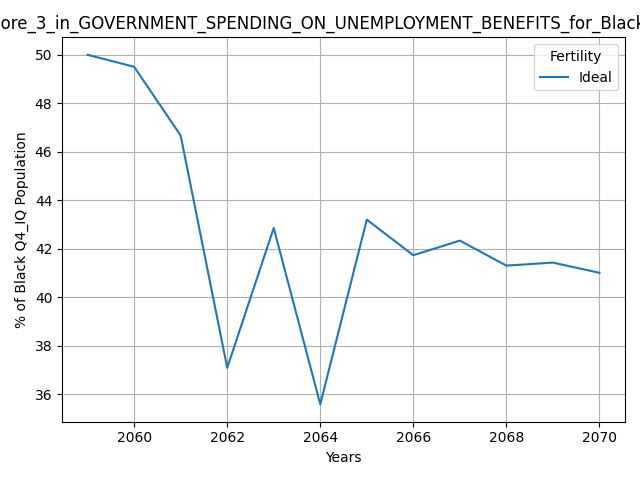 ore_3_in_GOVERNMENT_SPENDING_ON_UNEMPLOYMENT_BENEFITS_for_Black
Fertility
Ideal
% of Black Q4_IQ Population
50
48
46
44
42
40
38
36
2060 2062 2064 2066 2068 2070
Years